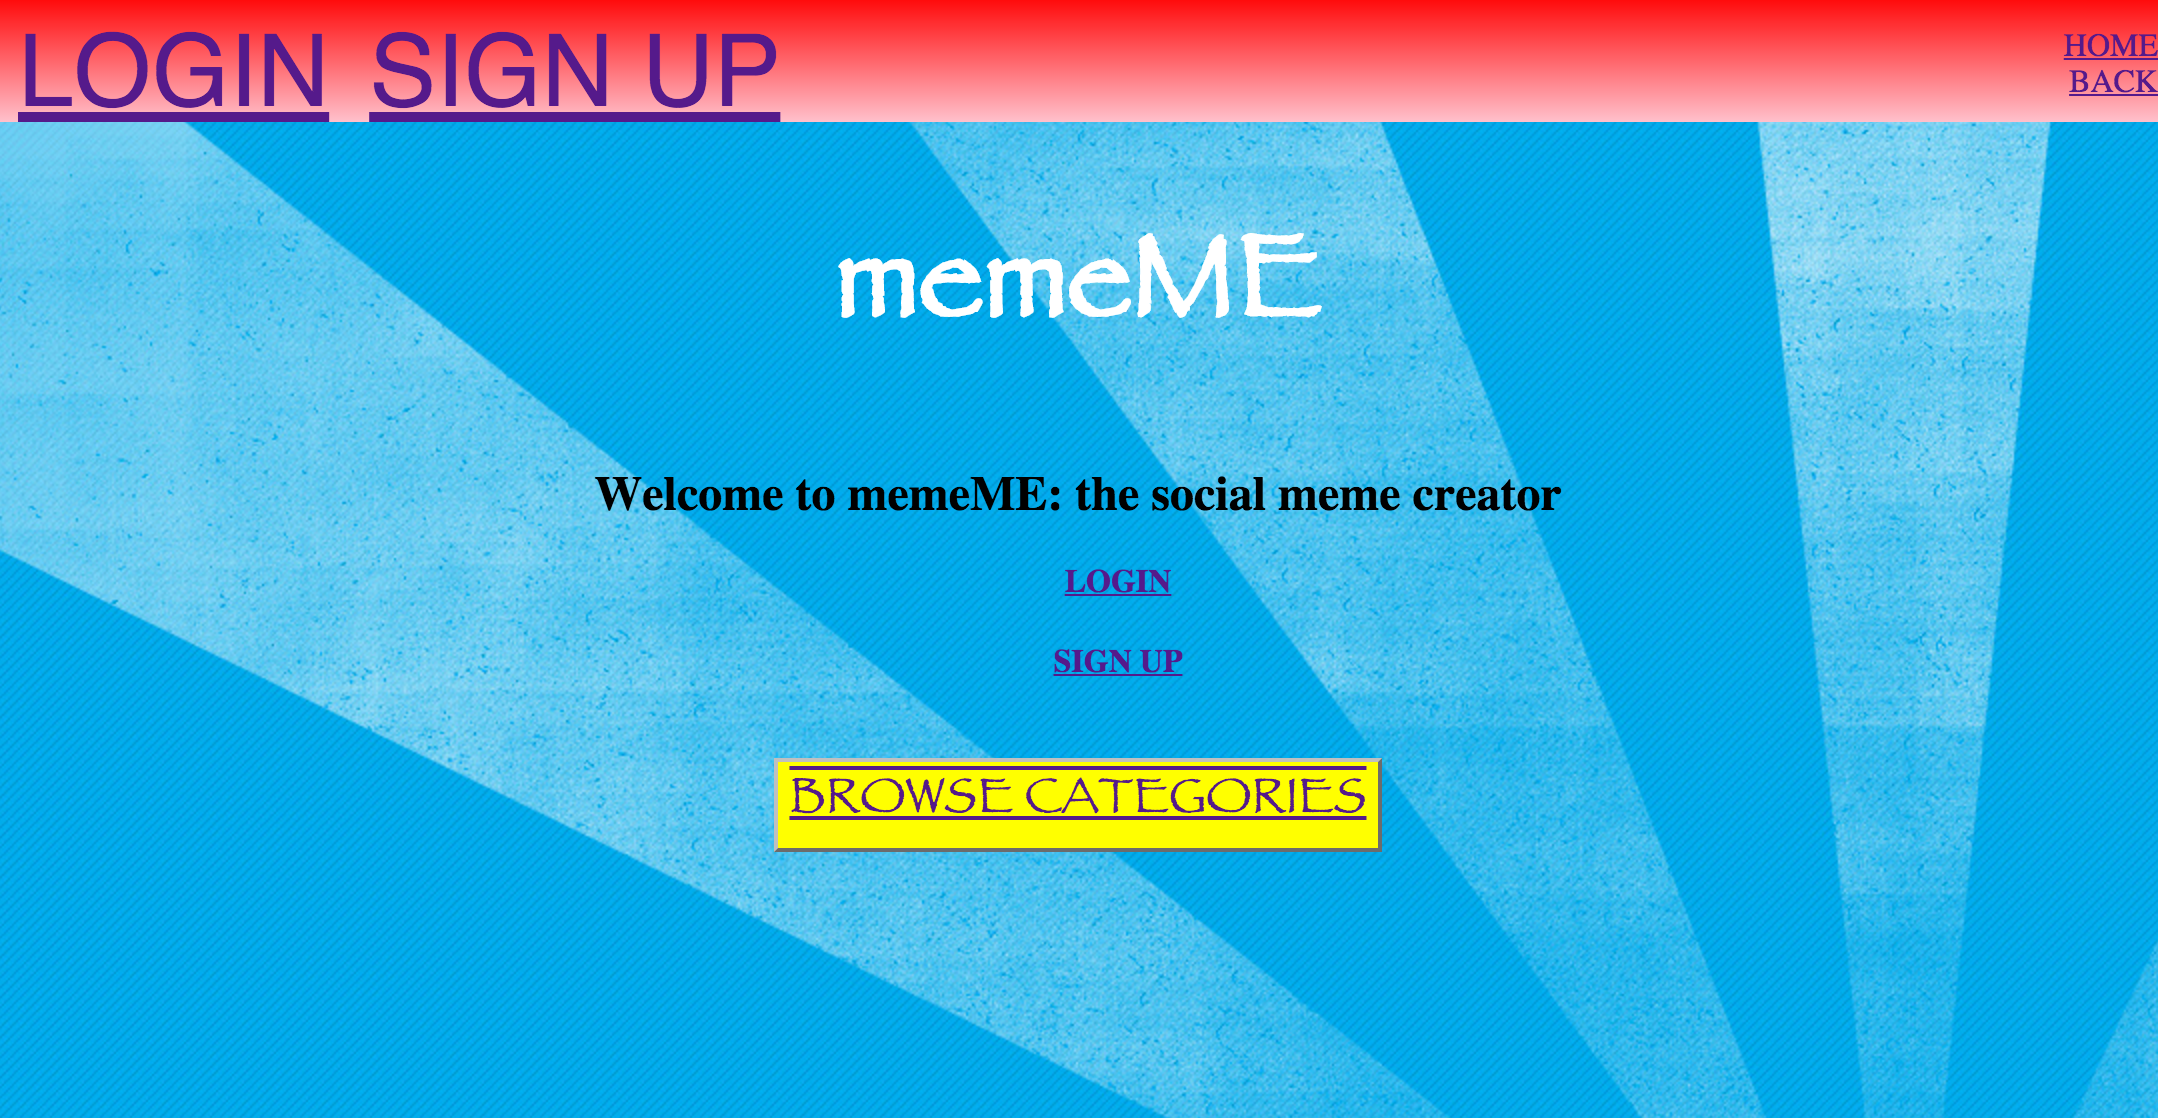 LOGIN SIGN UP
HOME
BACK
memeME
Welcome to memeME: the social meme creator
LOGIN
SIGN UP
BROWSE CATEGORIES